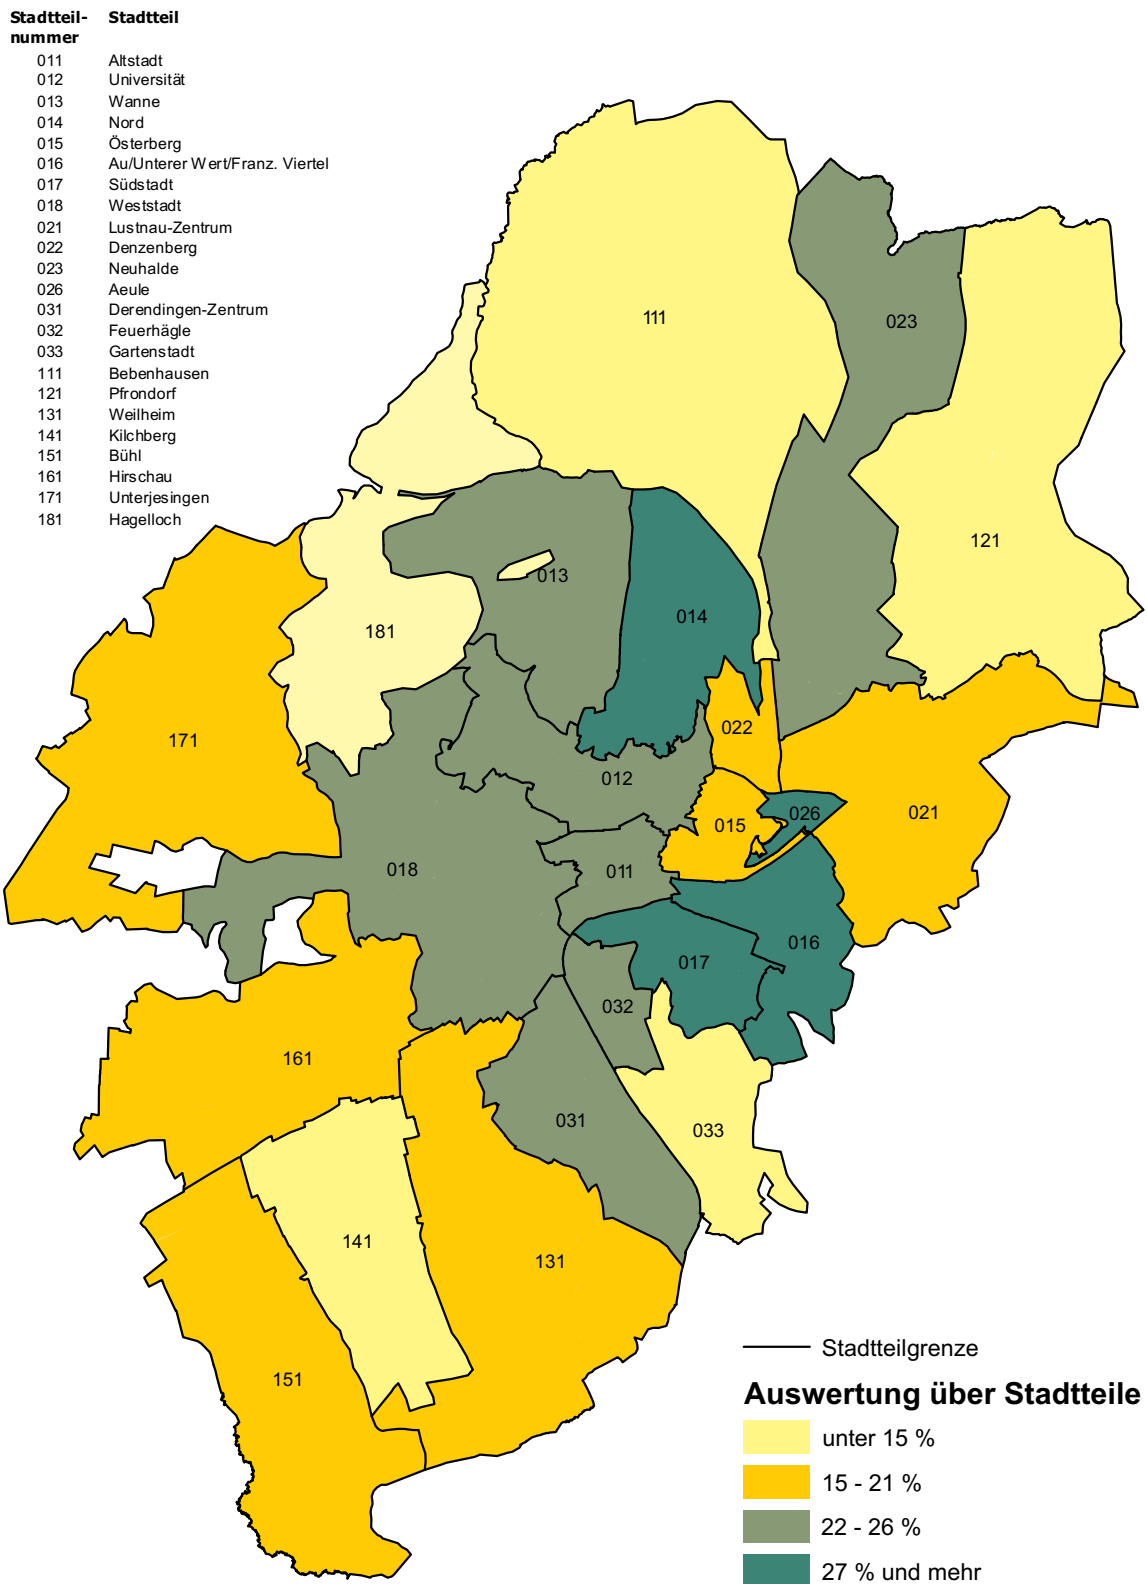 Stadtteil-nummer Stadtteil
011 Altstadt
012 Universität
013 Wanne
014 Nord
015 Österberg
016 Au/Unterer Wert/Franz. Viertel
017 Südstadt
018 Weststadt
021 Lustnau-Zentrum
022 Denzenberg
023 Neuhalde
026 Aeule
031 Derendingen-Zentrum
032 Feuerhägle
033 Gartenstadt
111 Bebenhausen
121 Pfrondorf
131 Weilheim
141 Kilchberg
151 Bühl
161 Hirschau
171 Unterjesingen
181 Hagelloch
111
023
121
013
014
181
022
171
012
026
021
015
018
011
016
017
032
161
031
033
141
131
151
Stadtteilgrenze
Auswertung über Stadtteile
unter 15 %
15 - 21 %
22 - 26 %
27 % und mehr